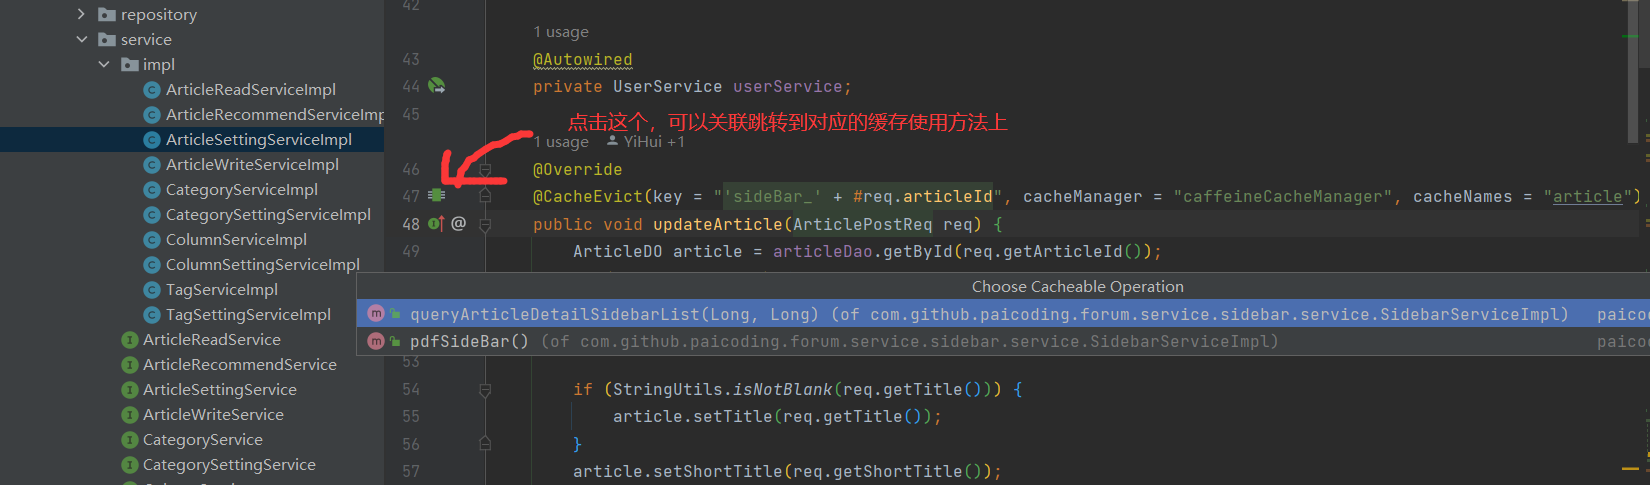 repository
service
impl
ArticleReadServiceImpl
ArticleRecommendServiceImp
ArticleSettingServiceImpl
ArticleWriteServiceImpl
CategoryServiceImpl
CategorySettingServiceImpl
ColumnServiceImpl
ColumnSettingServiceImpl
TagServiceImpl
TagSettingServiceImpl
ArticleReadService
ArticleRecommendService
ArticleSettingService
ArticleWriteService
CategoryService
CategorySettingService
42
1 usage
43 @Autowired
44 private UserService userService;
45
点击这个，可以关联跳转到对应的缓存使用方法上
1 usage YiHui +1
46 @Override
47 @CacheEvict(key = "'sideBar_' + #req.articleId", cacheManager = "caffeineCacheManager", cacheNames = "article")
48 @ public void updateArticle(ArticlePostReq req) {
49 ArticleDO article = articleDao.getById(req.getArticleId());
Choose Cacheable Operation
m queryArticleDetailSidebarList(Long, Long) (of com.github.paicoding.forum.service.sidebar.service.SidebarServiceImpl) paico
m pdfSideBar() (of com.github.paicoding.forum.service.sidebar.service.SidebarServiceImpl) paico
53
54 if (StringUtils.isNotBlank(req.getTitle())) {
55 article.setTitle(req.getTitle());
56 }
57 article.setShortTitle(req.getShortTitle());